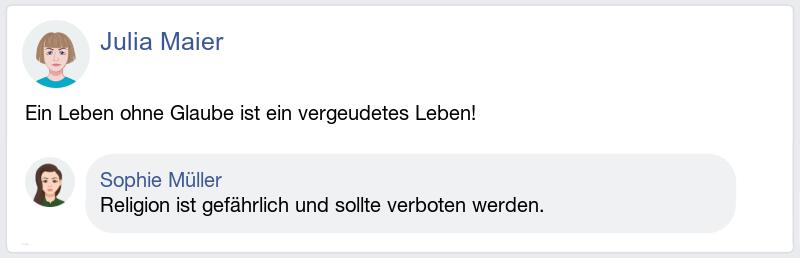 Julia Maier
Ein Leben ohne Glaube ist ein vergeudetes Leben!
Sophie Müller
Religion ist gefährlich und sollte verboten werden.